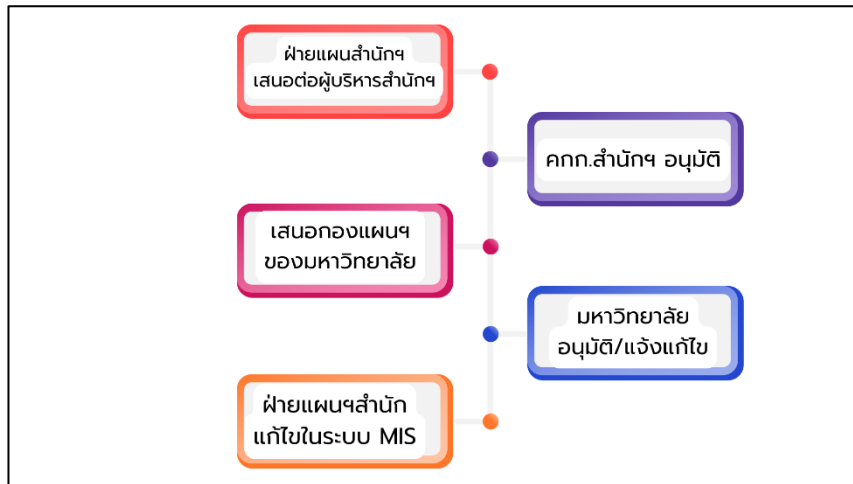 ฝ่ายแผนสำนักฯ
เสนอต่อผู้บริหารสำนักฯ
คกก.สำนักฯ อนุมัติ
เสนอกองแผนฯ
ของมหาวิทยาลัย
มหาวิทยาลัย
อนุมัติ/แจ้งแก้ไข
ฝ่ายแผนฯสำนัก
แก้ไขในระบบ MIS